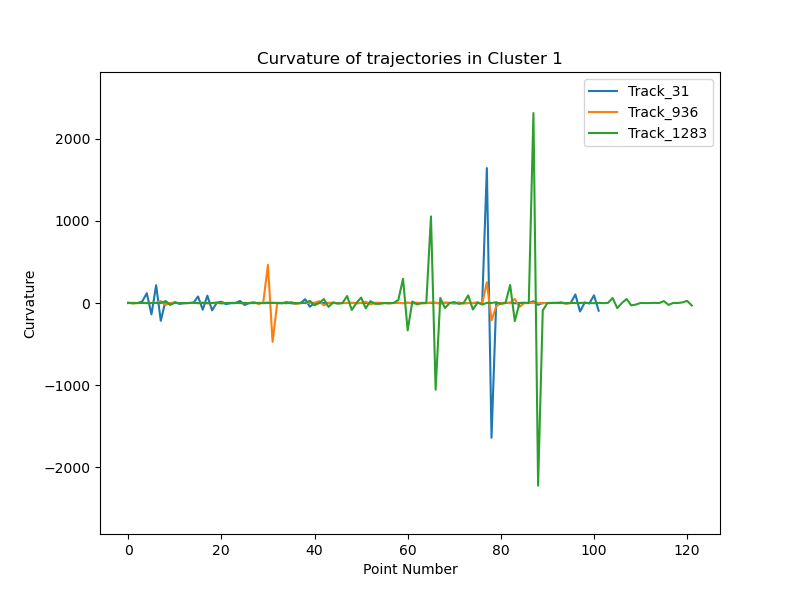 Curvature of trajectories in Cluster 1
Track_31
Track_936
Track_1283
Curvature
2000
1000
0
−1000
−2000
0 20 40 60 80 100 120
Point Number